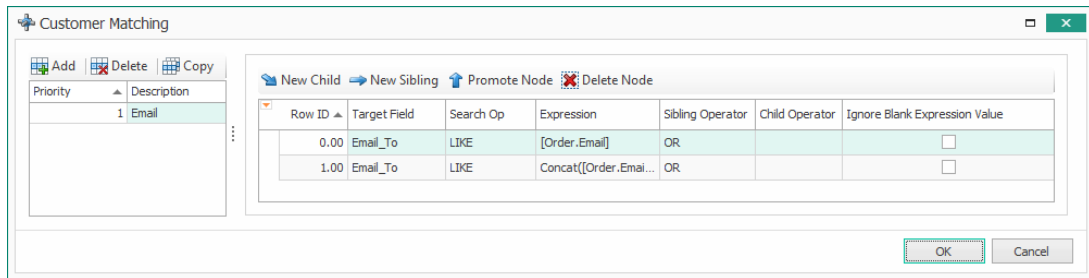 Customer Matching
Add Delete Copy
Priority Description
1 Email
New Child New Sibling Promote Node Delete Node
Row ID Target Field Search Op Expression Sibling Operator Child Operator Ignore Blank Expression Value
0.00 Email_To LIKE [Order.Email] OR
1.00 Email_To LIKE Concat([Order.Emai... OR
OK Cancel